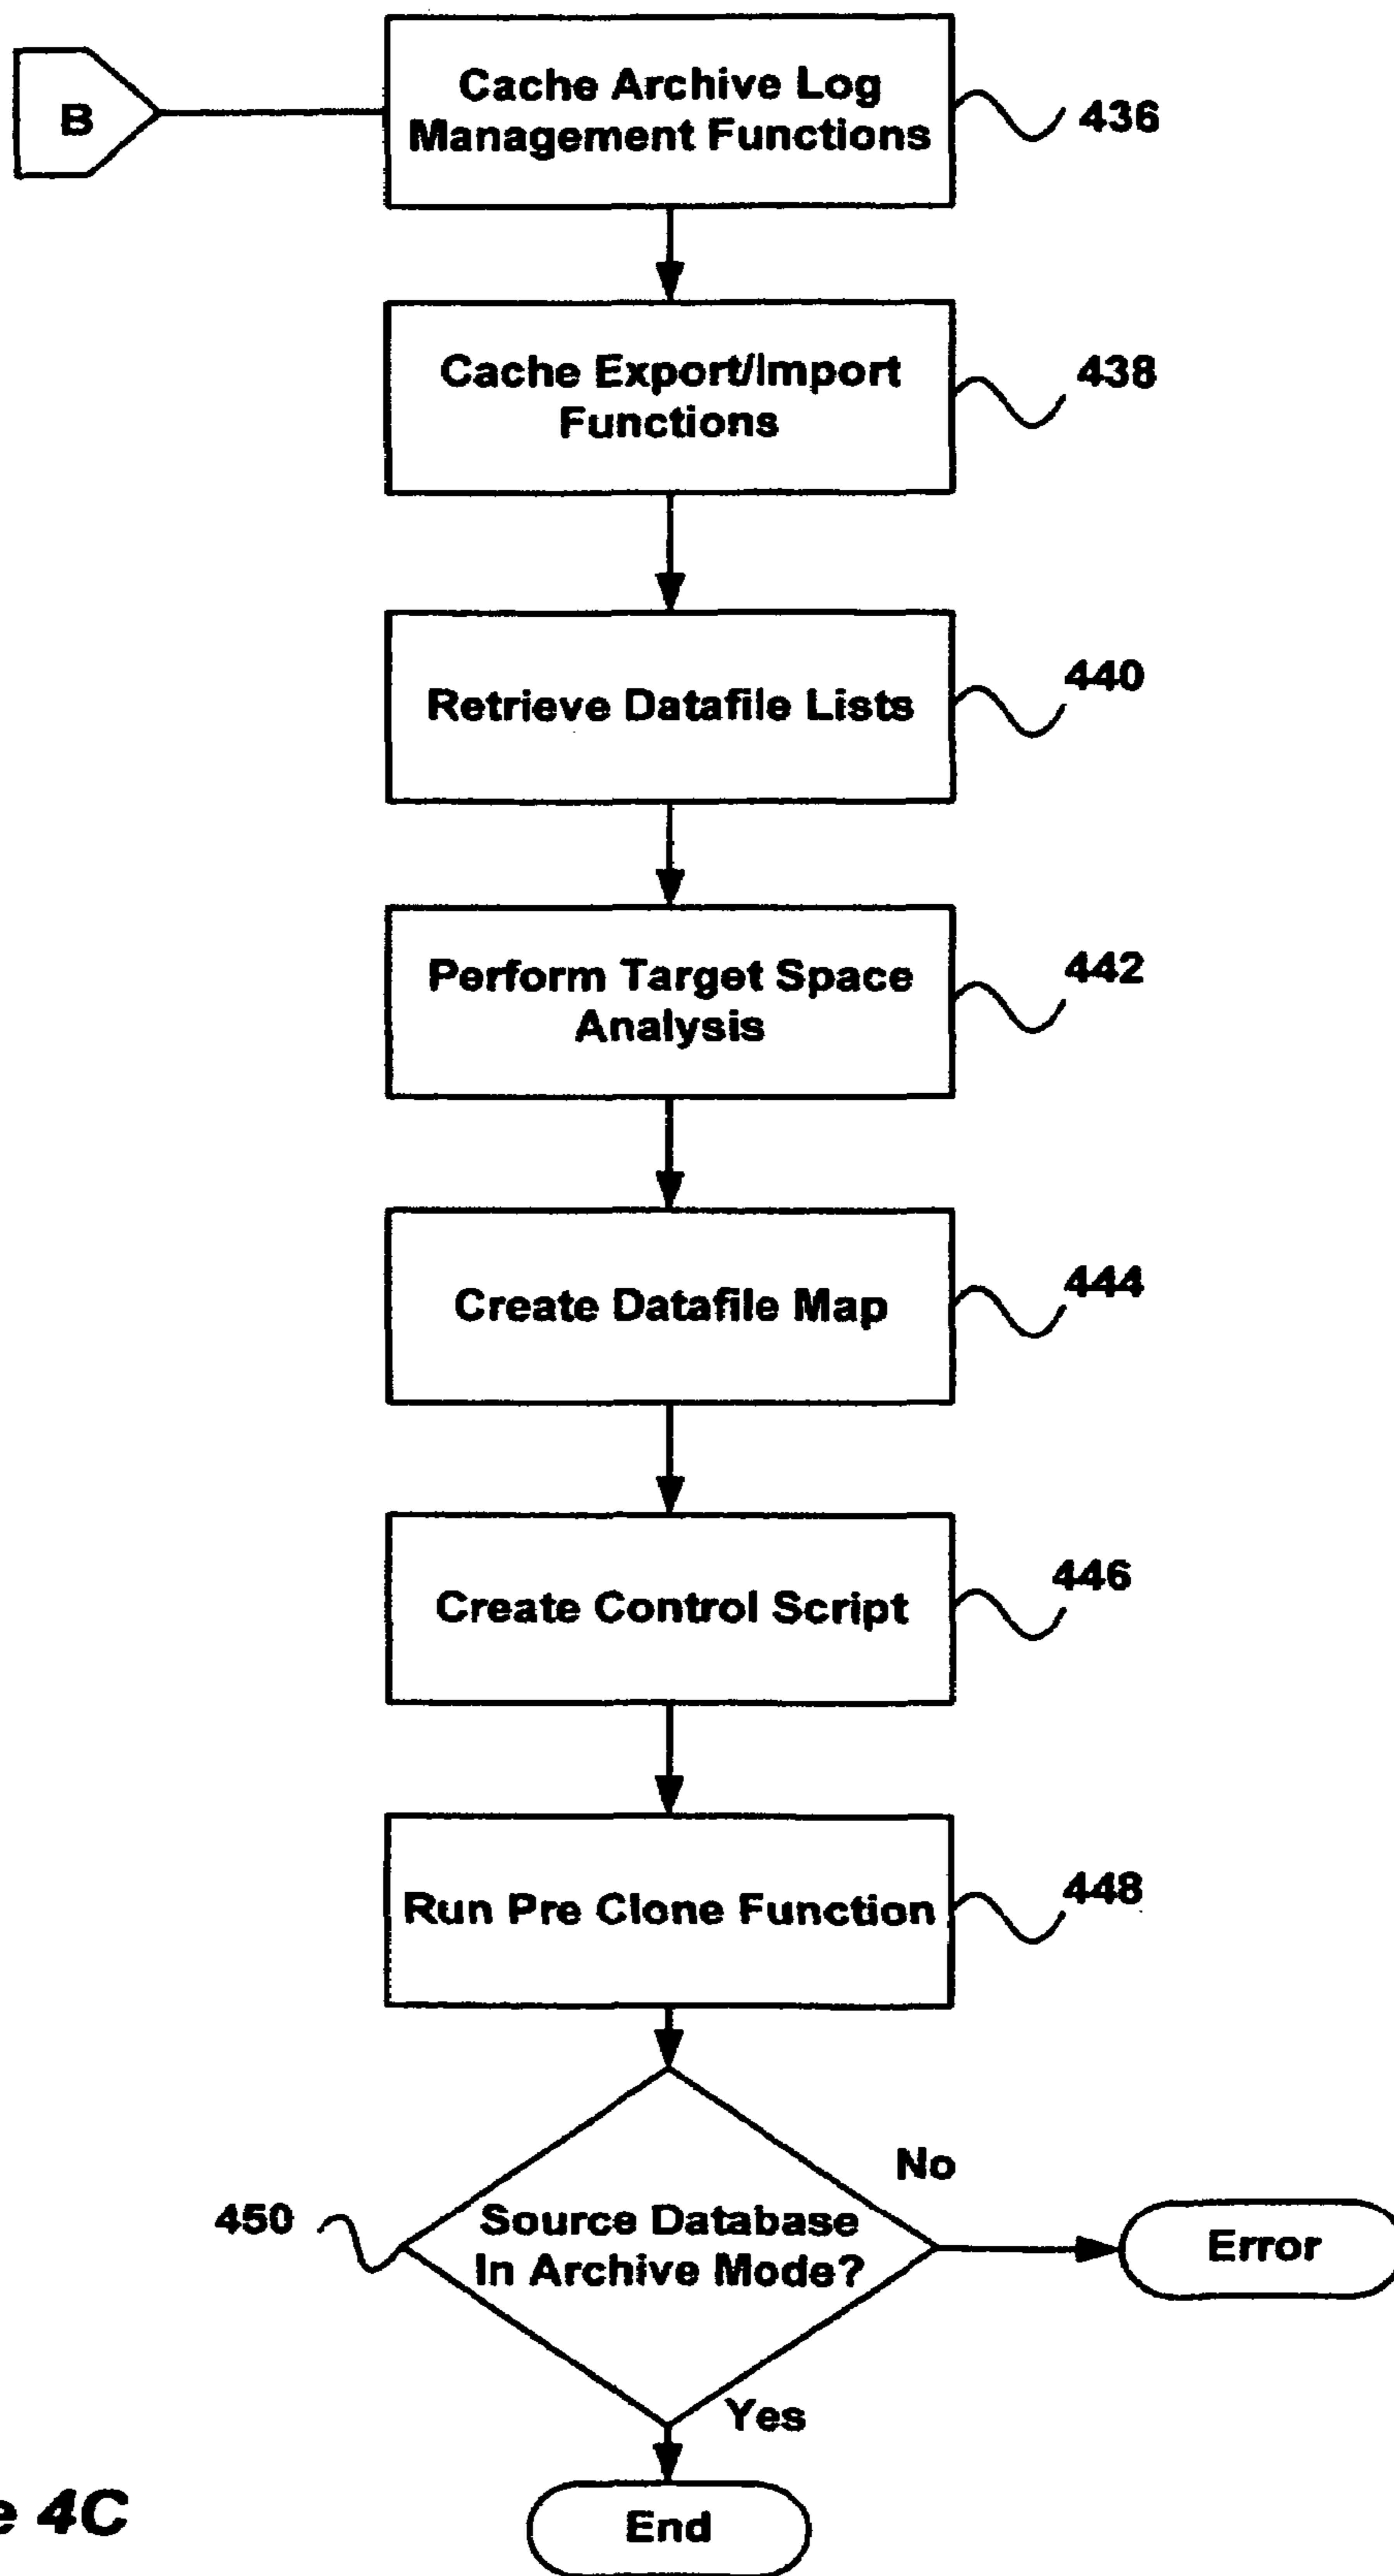 B
Cache Archive Log
Management Functions
436
Cache Export/Import
Functions
438
Retrieve Datafile Lists
440
Perform Target Space
Analysis
442
Create Datafile Map
444
Create Control Script
446
Run Pre Clone Function
448
No
450
Source Database
In Archive Mode?
Error
Yes
End
4C